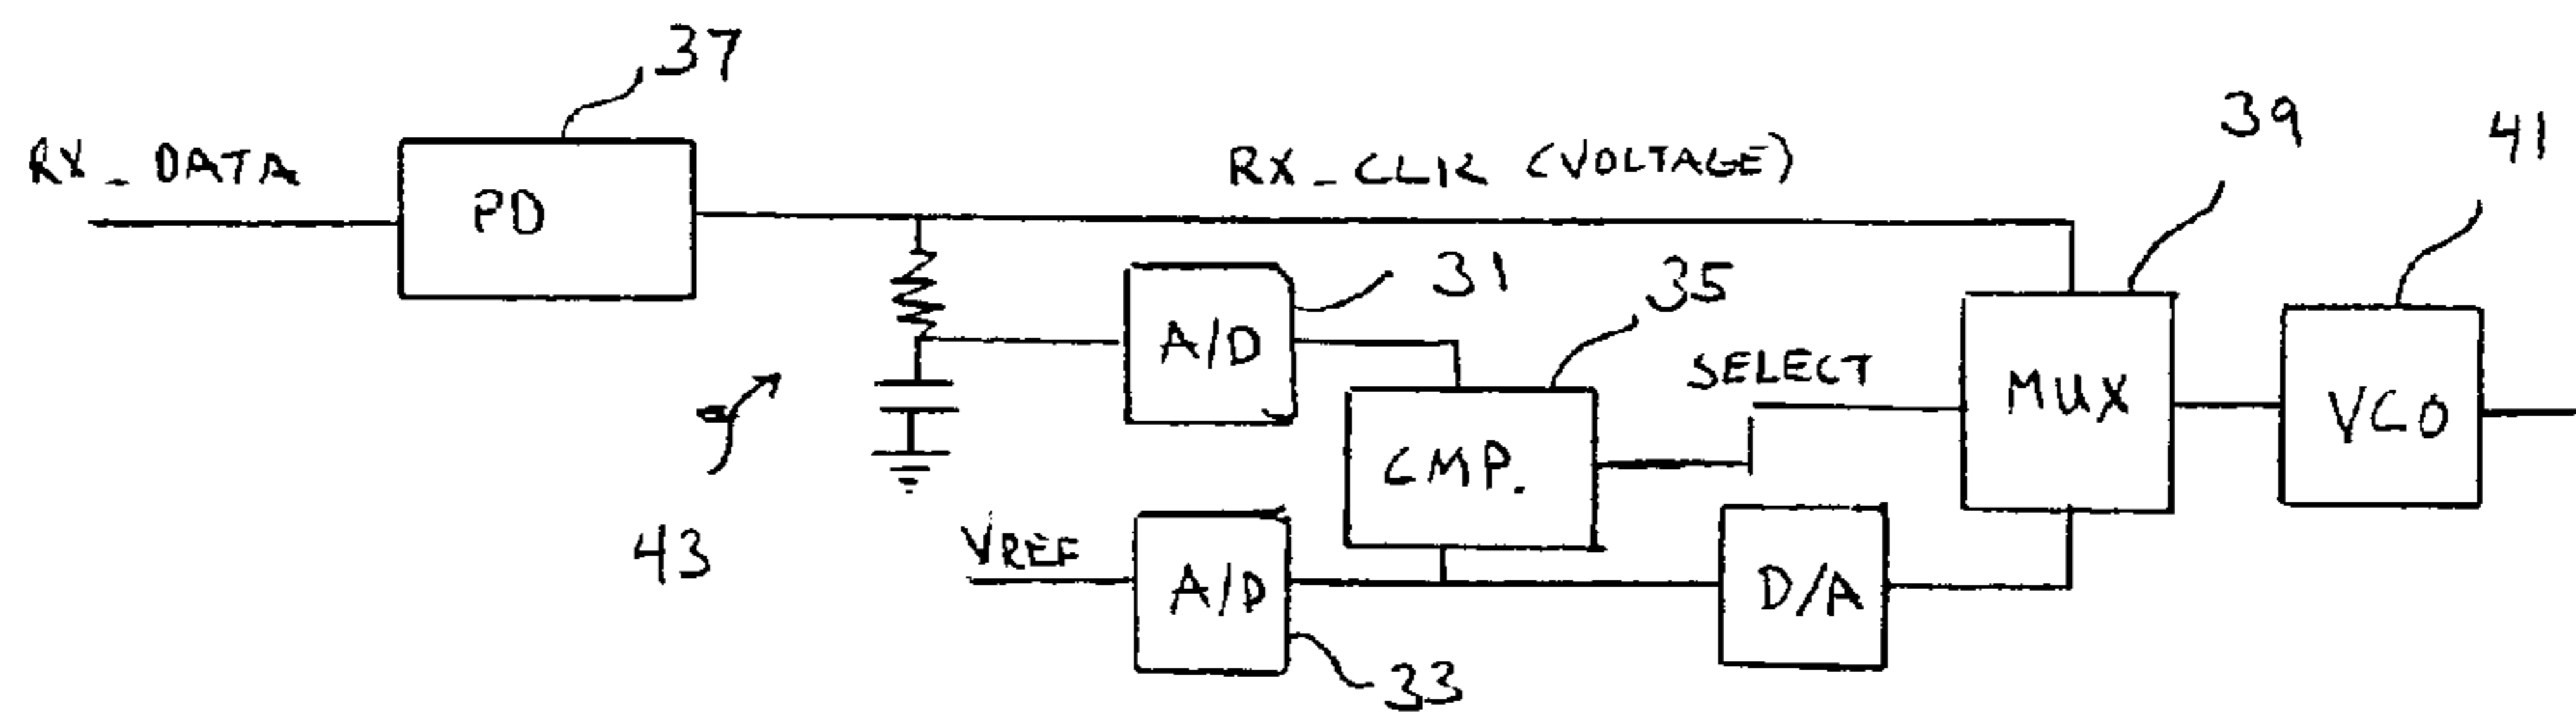 37
RX_DATA
PD
RX_CLK (VOLTAGE)
39
41
31
35
A/D
SELECT
MUX
VCO
CMP.
43
VREF
A/D
D/A
33